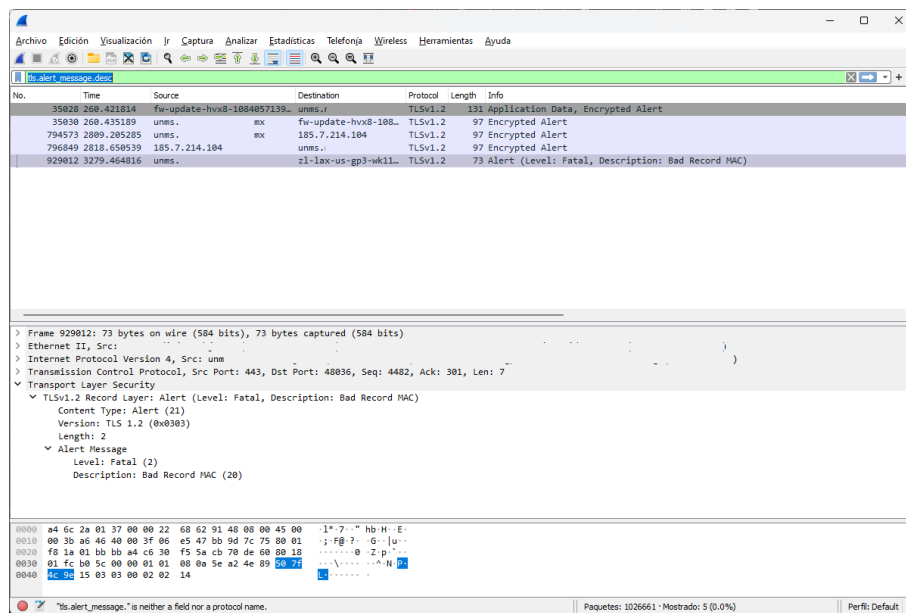 Archivo Edición Visualización Ir Captura Analizar Estadísticas Telefonía Wireless Herramientas Ayuda
tls.alert_message.desc
No. Time Source Destination Protocol Length Info
35028 260.421814 fw-update-hvx8-1084057139… unms. TLSv1.2 131 Application Data, Encrypted Alert
35030 260.435189 unms. mx fw-update-hvx8-108… TLSv1.2 97 Encrypted Alert
794573 2809.205285 unms. mx 185.7.214.104 TLSv1.2 97 Encrypted Alert
796849 2818.650239 185.7.214.104 unms. TLSv1.2 97 Encrypted Alert
929012 3279.464816 unms. zl-lax-us-gp3-wk11… TLSv1.2 73 Alert (Level: Fatal, Description: Bad Record MAC)
Frame 929012: 73 bytes on wire (584 bits), 73 bytes captured (584 bits)
Ethernet II, Src:
Internet Protocol Version 4, Src: unm )
Transmission Control Protocol, Src Port: 443, Dst Port: 48036, Seq: 4482, Ack: 301, Len: 7
Transport Layer Security
TLSv1.2 Record Layer: Alert (Level: Fatal, Description: Bad Record MAC)
Content Type: Alert (21)
Version: TLS 1.2 (0x0303)
Length: 2
Alert Message
Level: Fatal (2)
Description: Bad Record MAC (20)
0000 a4 6c 2a 01 37 00 00 22 68 62 91 48 08 00 45 00 ·l*·7··" hb·H··E·
0010 00 3b a6 46 40 00 3f 06 e5 47 bb 9d 7c 75 80 01 ·;·F@·?· ·G··|u··
0020 f8 1a 01 bb bb a4 c6 30 f5 5a cb 70 de 60 80 18 ·······0 ·Z·p·`··
0030 01 fc b0 5c 00 00 01 01 08 0a 5e a2 4e 89 50 7f ···\···· ··^·N·P·
0040 4c 9e 15 03 03 00 02 02 14 L······· ·
"tls.alert_message." is neither a field nor a protocol name. Paquetes: 1026661 · Mostrado: 5 (0.0%) Perfil: Default